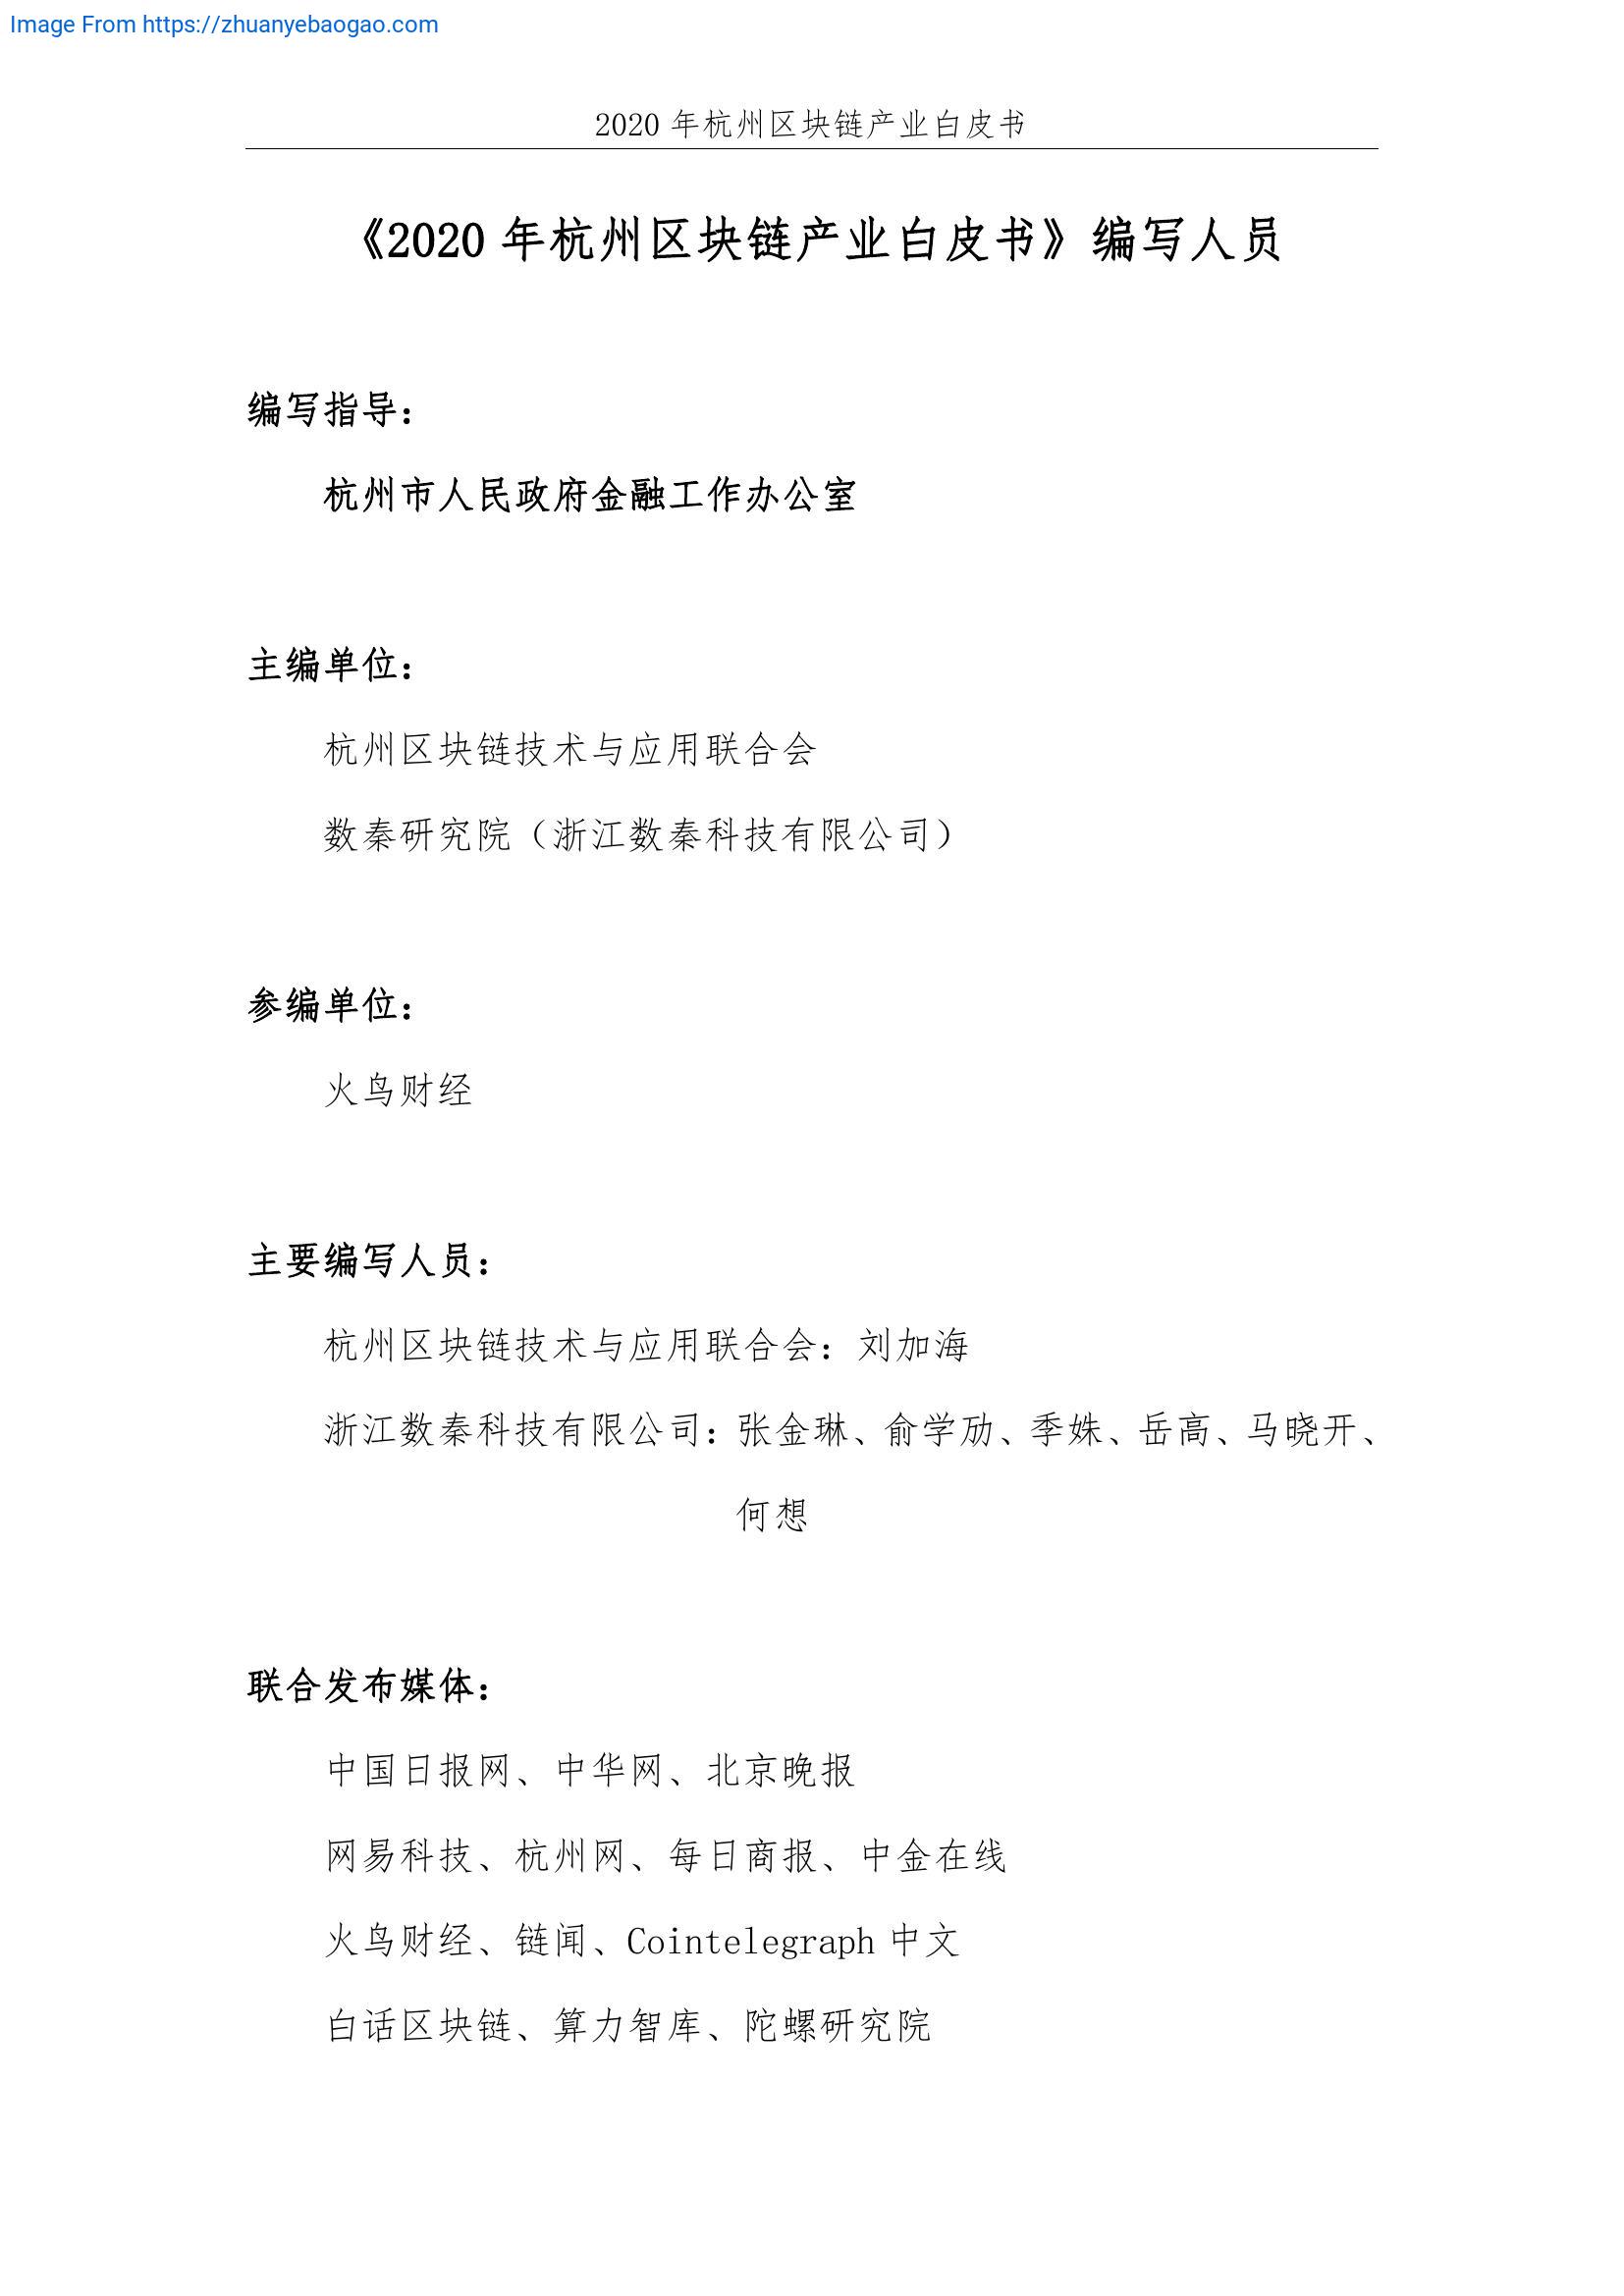 Image From https://zhuanyebaogao.com
2020 年杭州区块链产业白皮书
《2020 年杭州区块链产业白皮书》编写人员
编写指导：
杭州市人民政府金融工作办公室
主编单位：
杭州区块链技术与应用联合会
数秦研究院（浙江数秦科技有限公司）
参编单位：
火鸟财经
主要编写人员：
杭州区块链技术与应用联合会：刘加海
浙江数秦科技有限公司：张金琳、俞学劢、季姝、岳高、马晓开、
何想
联合发布媒体：
中国日报网、中华网、北京晚报
网易科技、杭州网、每日商报、中金在线
火鸟财经、链闻、Cointelegraph 中文
白话区块链、算力智库、陀螺研究院